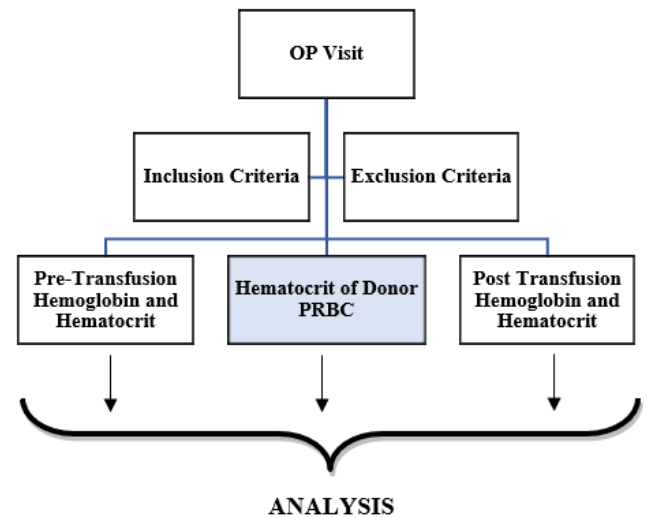 OP Visit
Inclusion Criteria
Exclusion Criteria
Pre-Transfusion
Hemoglobin and
Hematocrit
Hematocrit of Donor
PRBC
Post Transfusion
Hemoglobin and
Hematocrit
ANALYSIS